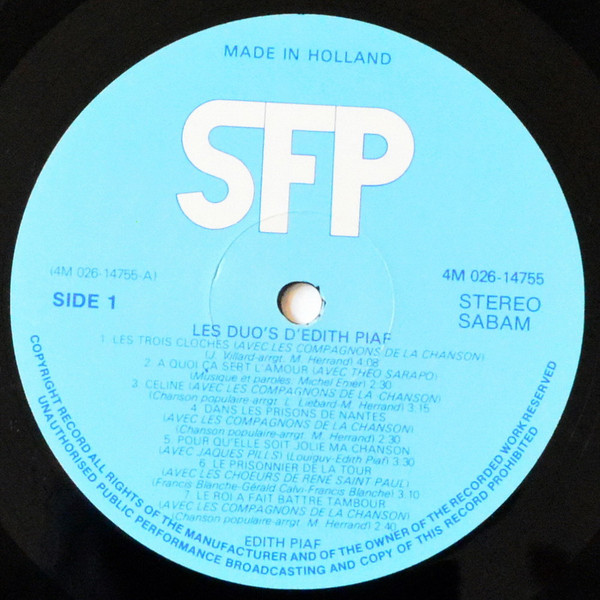 MADE IN HOLLAND
SFP
(4M 026-14755-A)
SIDE 1
4M 026-14755
STEREO
SABAM
LES DUO'S D'EDITH PIAF
1. LES TROIS CLOCHES (AVEC LES COMPAGNONS DE LA CHANSON)
(J. Villard-arrgt. M. Herrand) 4:08
2. A QUOI ÇA SERT L'AMOUR (AVEC THÉO SARAPO)
(Musique et paroles: Michel Emer) 2:30
3. CELINE (AVEC LES COMPAGNONS DE LA CHANSON)
(Chanson populaire-arrgt. L. Liebard-M. Herrand) 3:15
4. DANS LES PRISONS DE NANTES
(AVEC LES COMPAGNONS DE LA CHANSON)
(Chanson populaire-arrgt. M. Herrand) 2:30
5. POUR QU'ELLE SOIT JOLIE MA CHANSON
(AVEC JAQUES PILLS) (Louiguy-Edith Piaf) 2:30
6. LE PRISONNIER DE LA TOUR
(AVEC LES CHOEURS DE RENÉ SAINT PAUL)
(Francis Blanche-Gérald Calvi-Francis Blanche) 3:10
7. LE ROI A FAIT BATTRE TAMBOUR
(AVEC LES COMPAGNONS DE LA CHANSON)
(Chanson populaire-arrgt. M. Herrand) 2:40
EDITH PIAF
COPYRIGHT RECORD ALL RIGHTS OF THE MANUFACTURER AND OF THE OWNER OF THE RECORDED WORK RESERVED
UNAUTHORISED PUBLIC PERFORMANCE BROADCASTING AND COPY OF THIS RECORD PROHIBITED